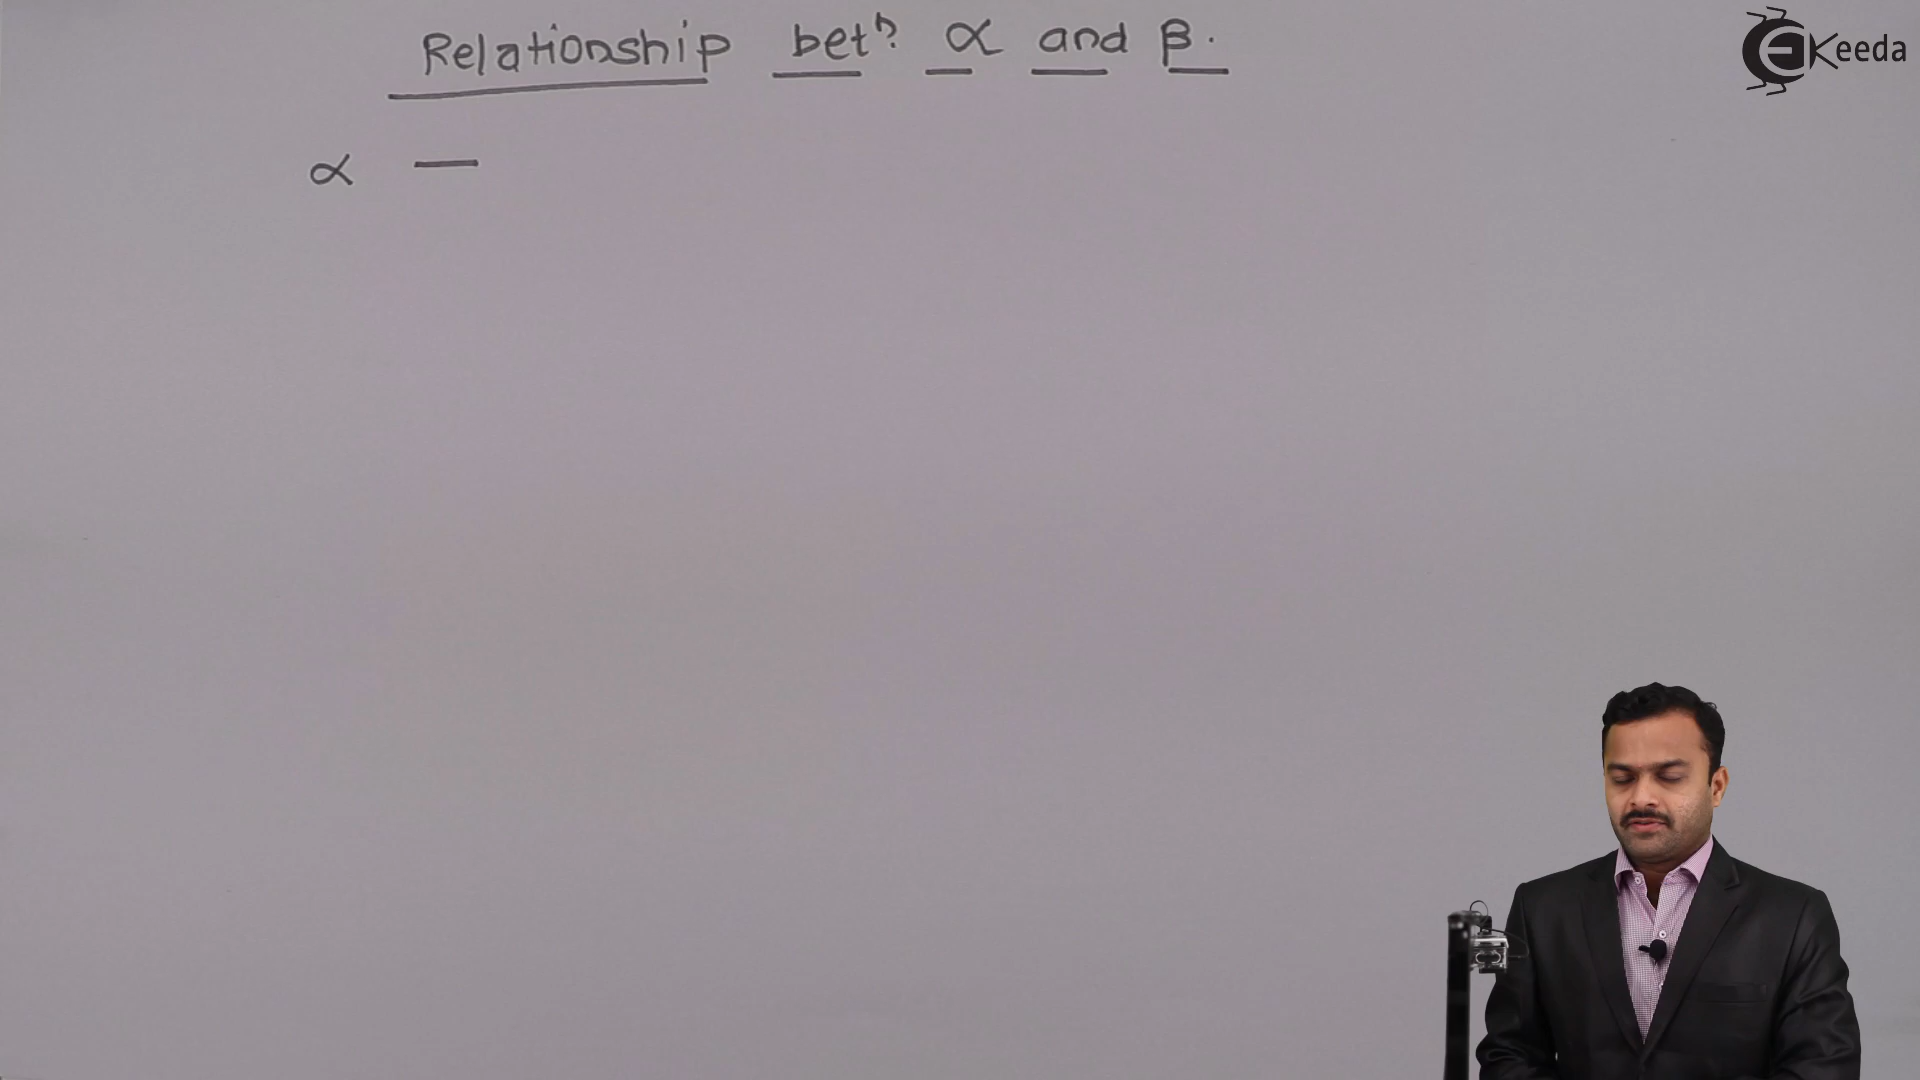 Relationship betn. α and β.
α —
EKeeda